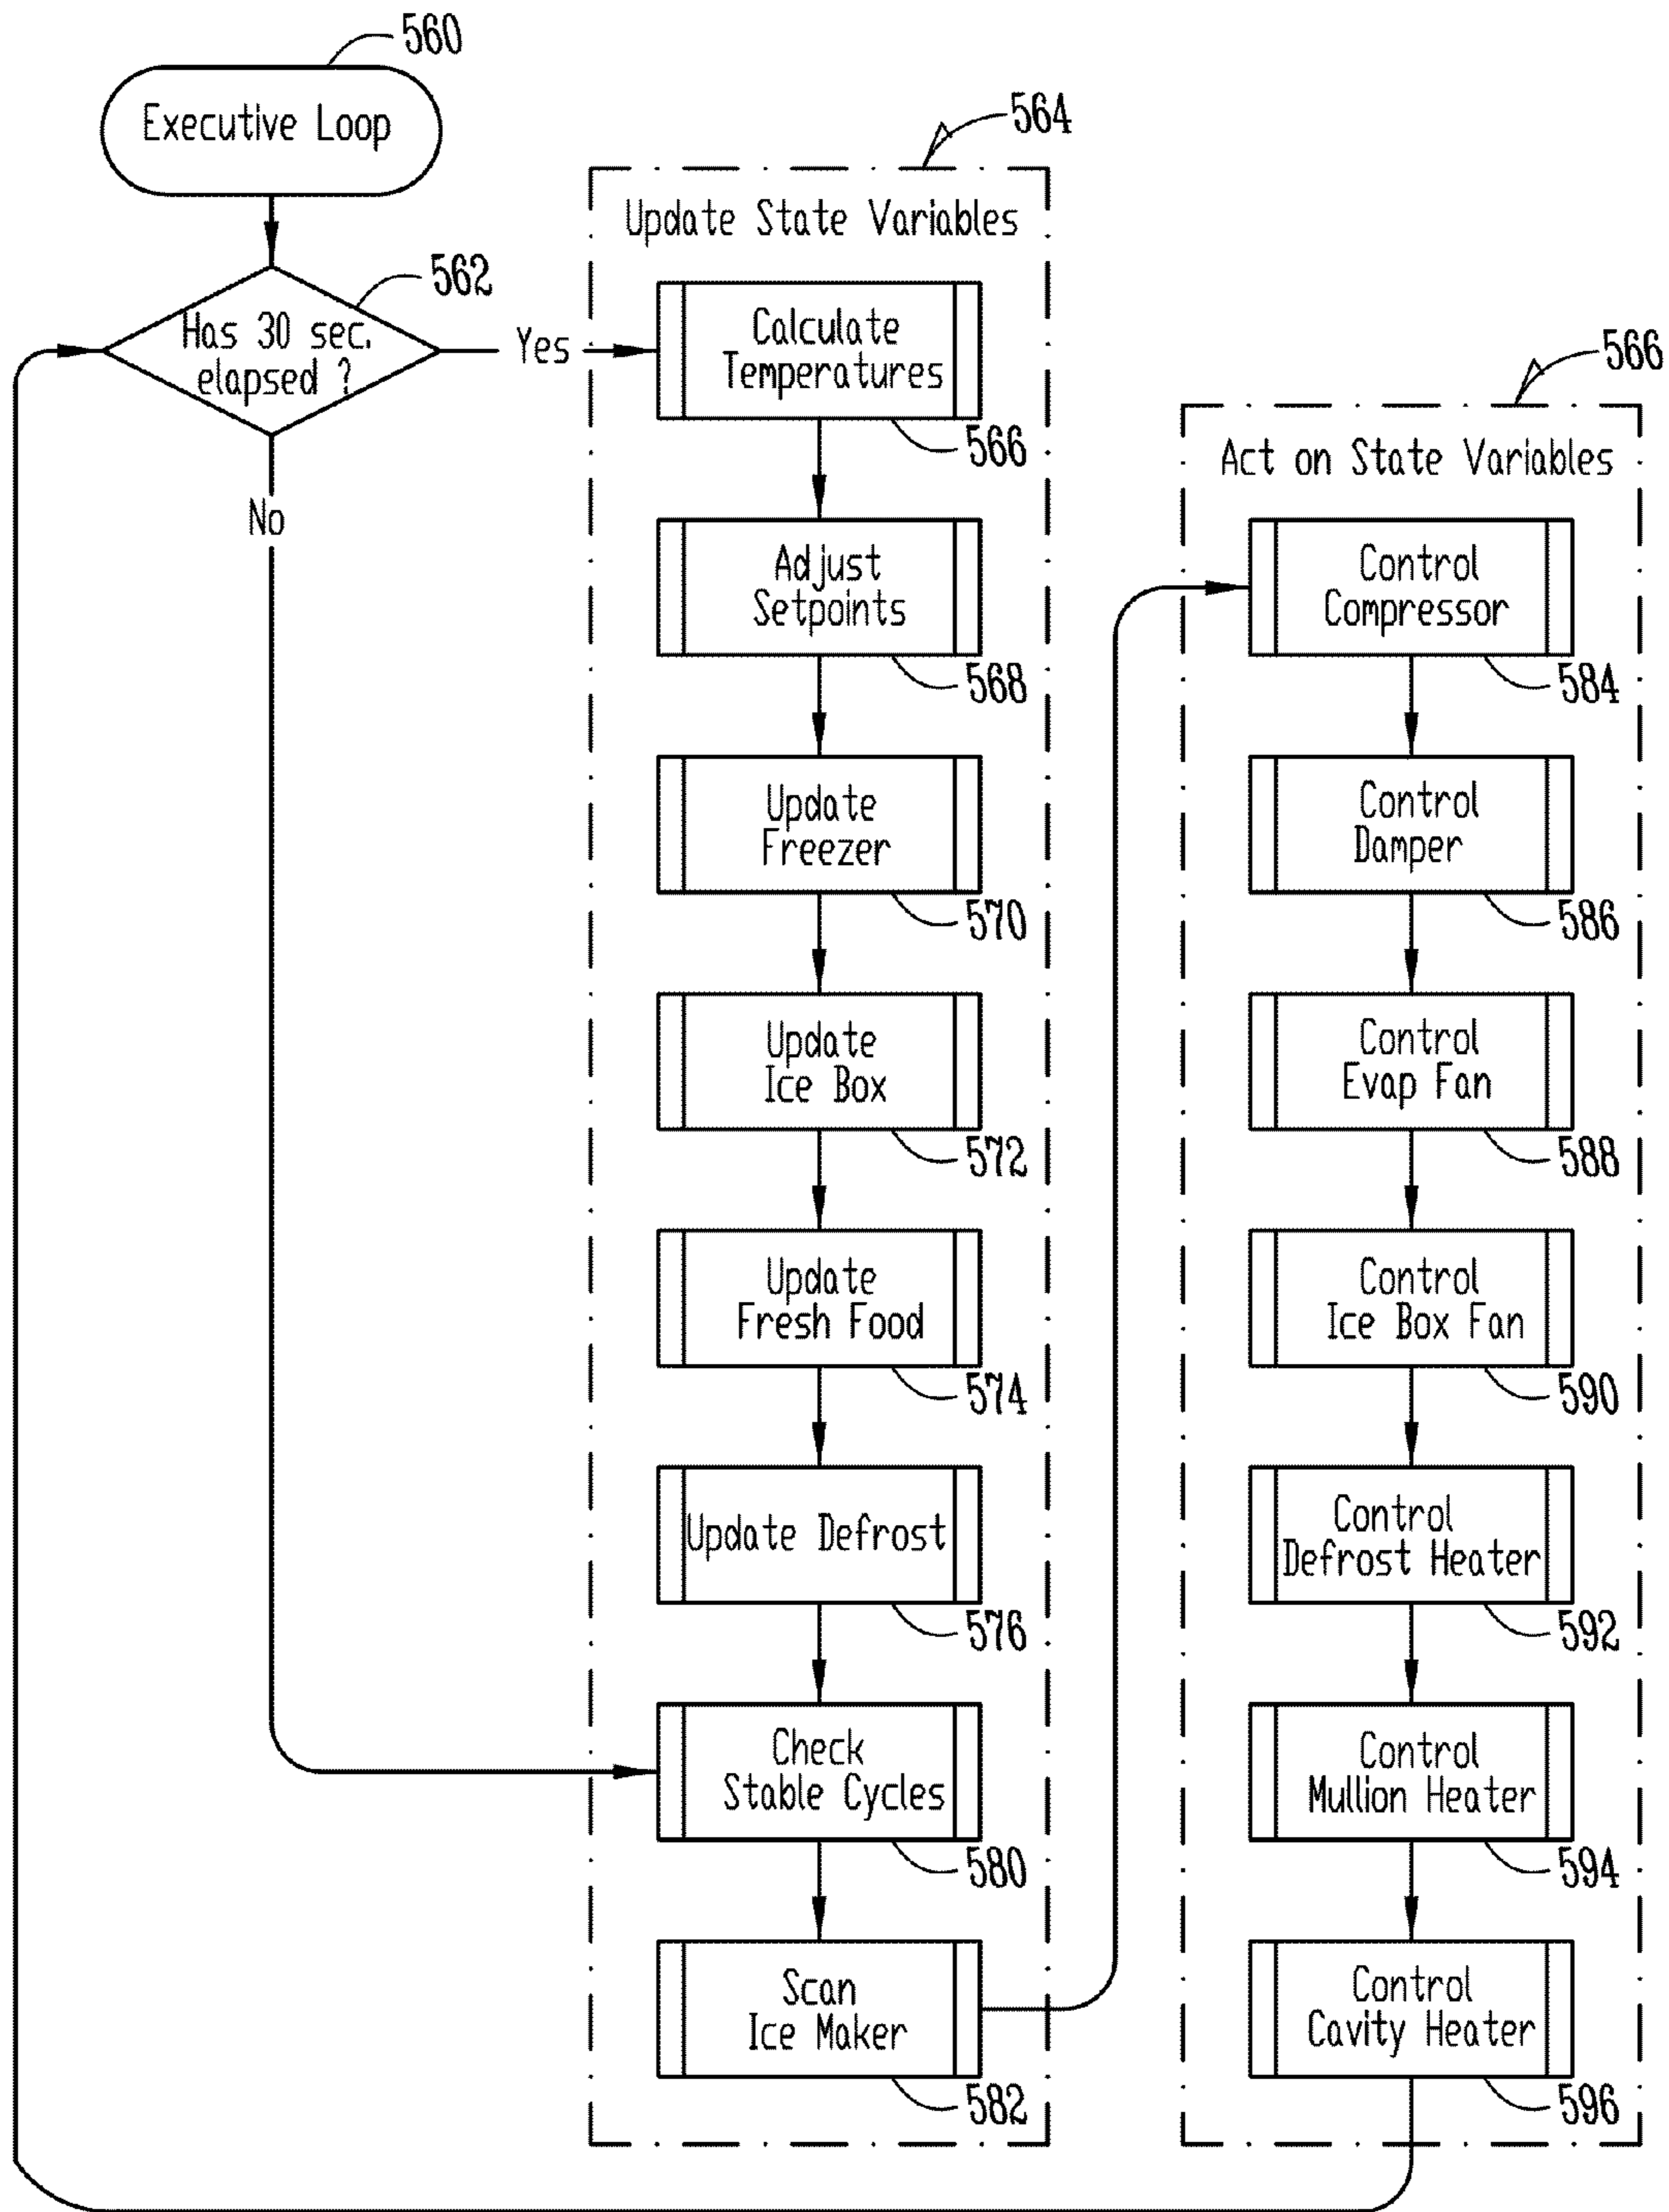 560
Executive Loop
562
Has 30 sec.
elapsed ?
Yes
No
564
Update State Variables
Calculate
Temperatures
566
Adjust
Setpoints
568
Update
Freezer
570
Update
Ice Box
572
Update
Fresh Food
574
Update Defrost
576
Check
Stable Cycles
580
Scan
Ice Maker
582
566
Act on State Variables
Control
Compressor
584
Control
Damper
586
Control
Evap Fan
588
Control
Ice Box Fan
590
Control
Defrost Heater
592
Control
Mullion Heater
594
Control
Cavity Heater
596